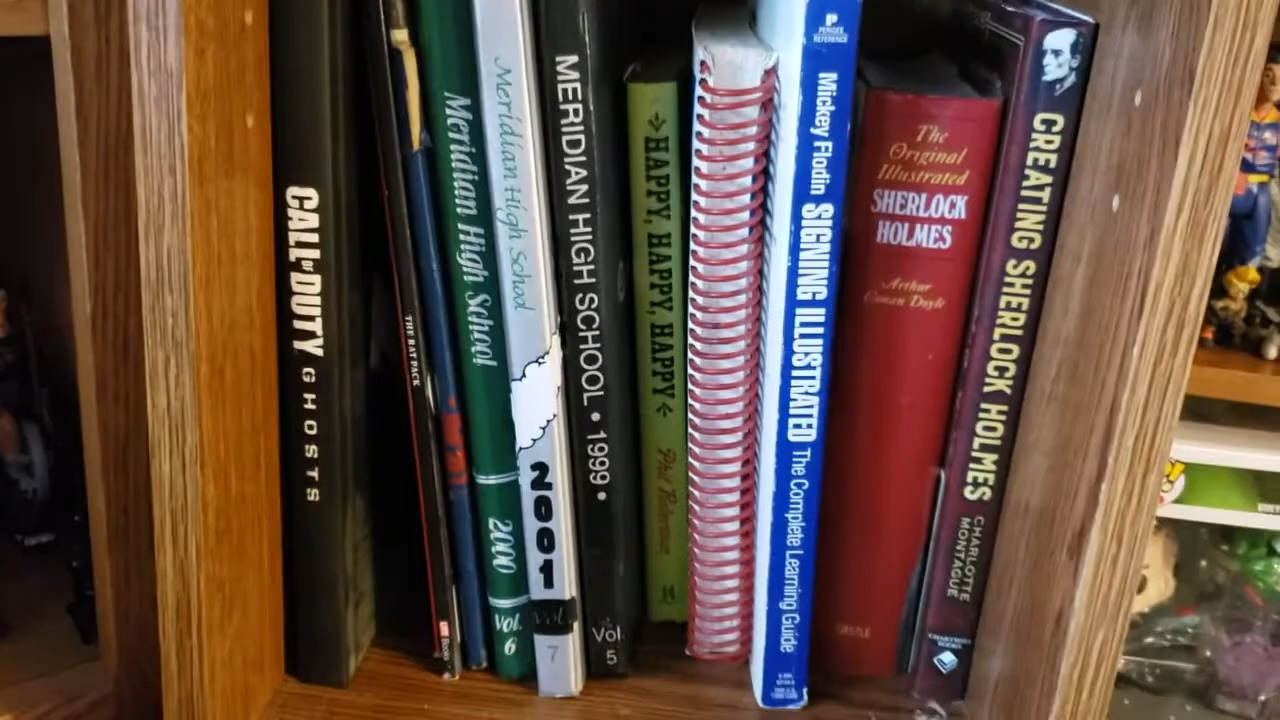 CALL OF DUTY GHOSTS
THE RAT PACK
Meridian High School 2000 Vol. 6
Meridian High School 2001 Vol. 7
MERIDIAN HIGH SCHOOL • 1999 • Vol 5
HAPPY, HAPPY, HAPPY Phil
P
PERIGEE
REFERENCE
Mickey Flodin SIGNING ILLUSTRATED The Complete Learning Guide
The
Original
Illustrated
SHERLOCK
HOLMES
Arthur
Conan Doyle
CASTLE
CREATING SHERLOCK HOLMES
CHARLOTTE
MONTAGUE
CHARTWELL
BOOKS